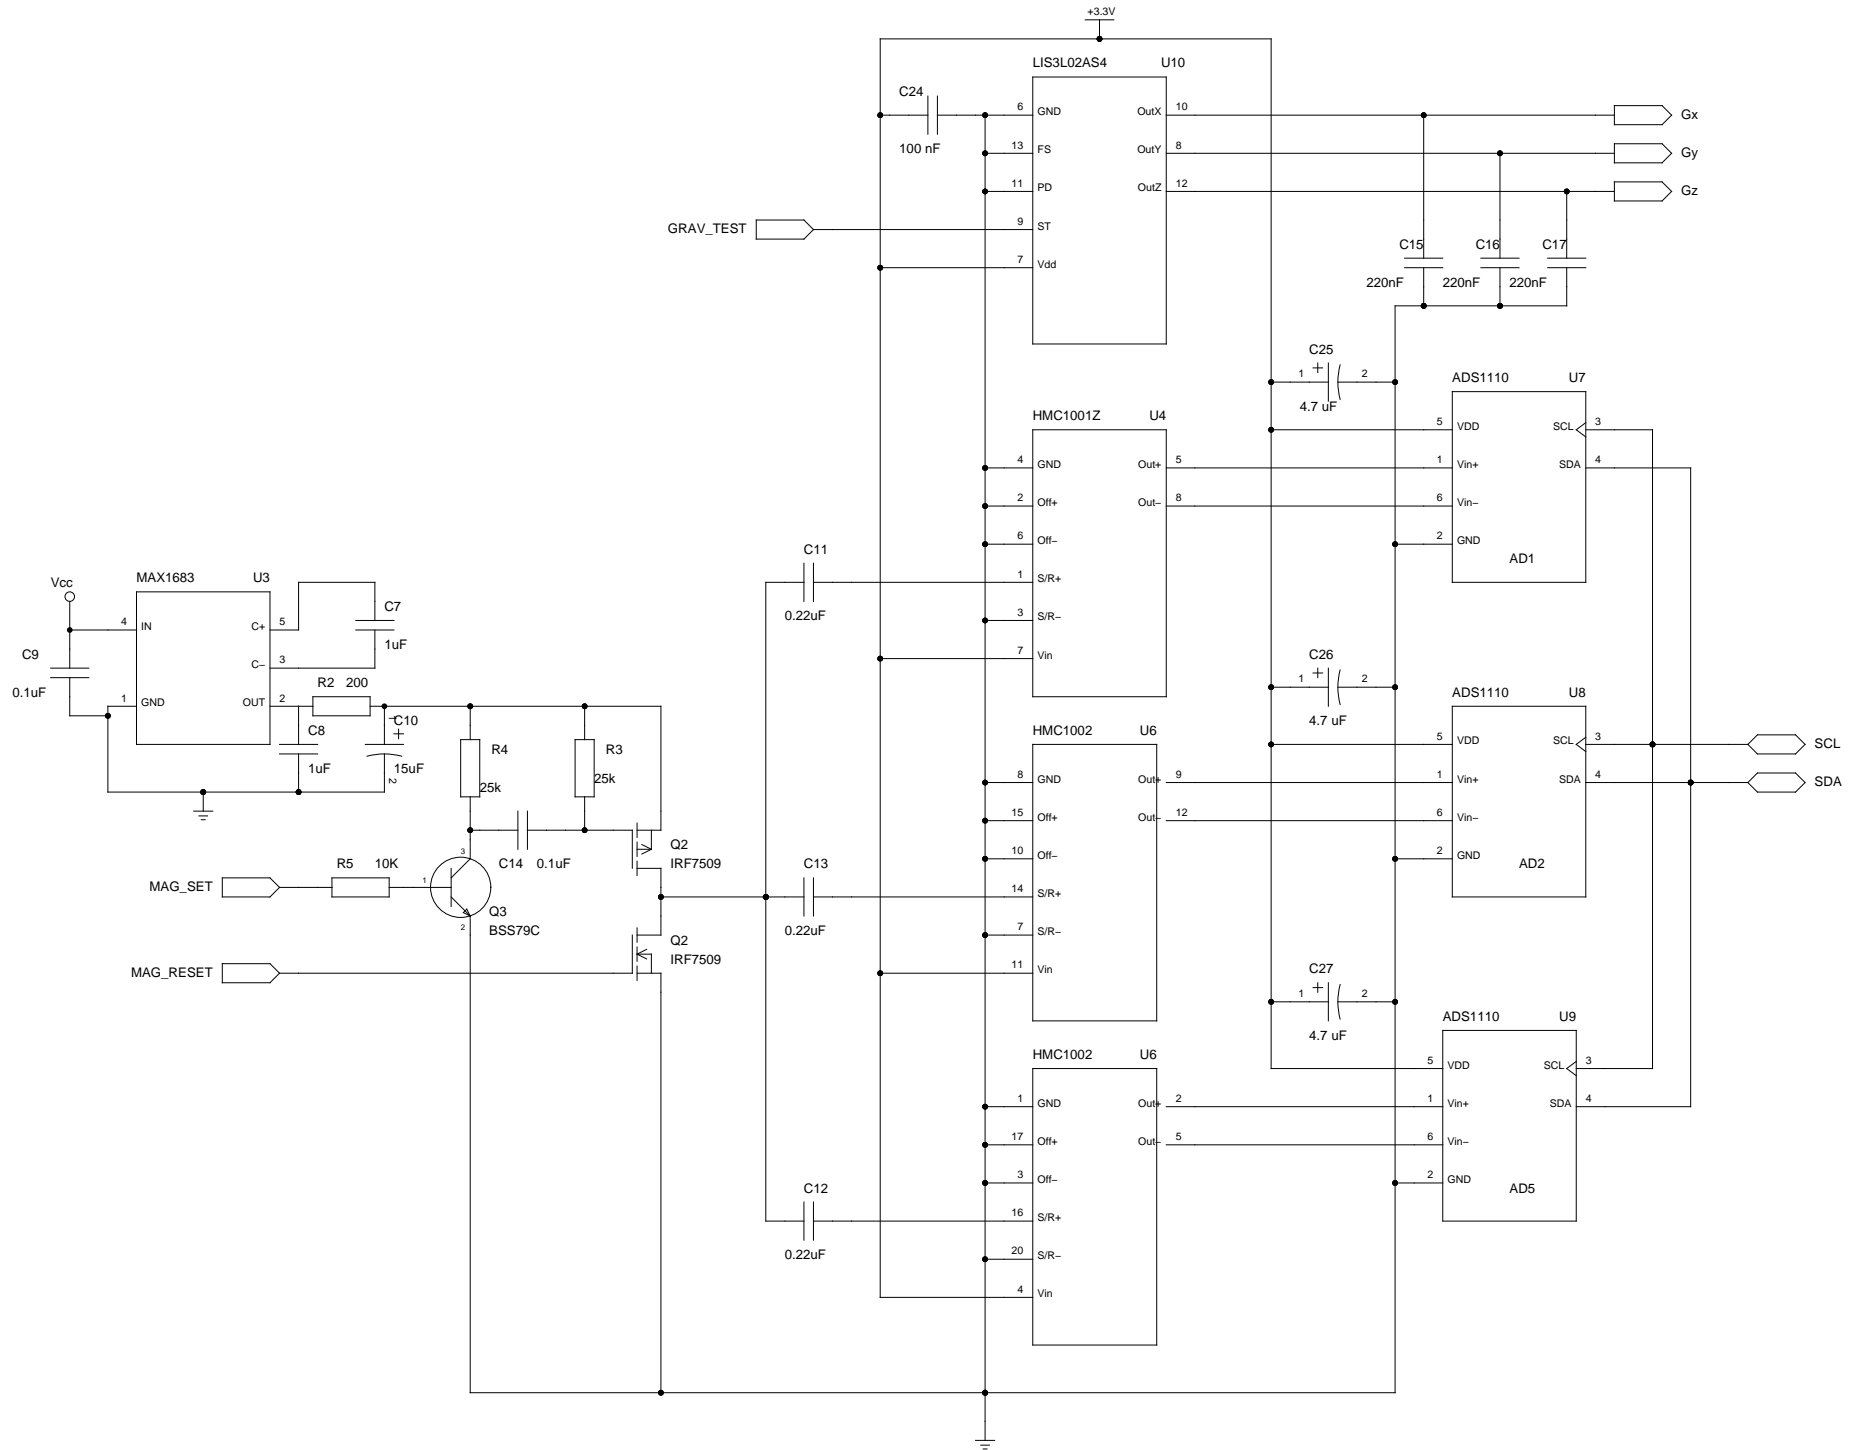 +3.3V
LIS3L02AS4 U10
C24
100 nF
6 GND
13 FS
11 PD
9 ST
7 Vdd
OutX 10
OutY 8
OutZ 12
Gx
Gy
Gz
GRAV_TEST
C15
220nF
C16
220nF
C17
220nF
C25
1 + 2
4.7 uF
ADS1110 U7
5 VDD
1 Vin+
6 Vin−
2 GND
SCL 3
SDA 4
AD1
HMC1001Z U4
4 GND
2 Off+
6 Off−
1 S/R+
3 S/R−
7 Vin
Out+ 5
Out− 8
C11
0.22uF
Vcc
MAX1683 U3
4 IN
1 GND
C+ 5
C− 3
OUT 2
C7
1uF
C9
0.1uF
R2 200
C8
1uF
1
C10
+
15uF
2
R4
25k
R3
25k
C14 0.1uF
Q2
IRF7509
MAG_SET
R5 10K
1
3
2
Q3
BSS79C
Q2
IRF7509
MAG_RESET
C26
1 + 2
4.7 uF
ADS1110 U8
5 VDD
1 Vin+
6 Vin−
2 GND
SCL 3
SDA 4
AD2
SCL
SDA
HMC1002 U6
8 GND
15 Off+
10 Off−
14 S/R+
7 S/R−
11 Vin
Out+ 9
Out− 12
C13
0.22uF
C27
1 + 2
4.7 uF
ADS1110 U9
5 VDD
1 Vin+
6 Vin−
2 GND
SCL 3
SDA 4
AD5
HMC1002 U6
1 GND
17 Off+
3 Off−
16 S/R+
20 S/R−
4 Vin
Out+ 2
Out− 5
C12
0.22uF